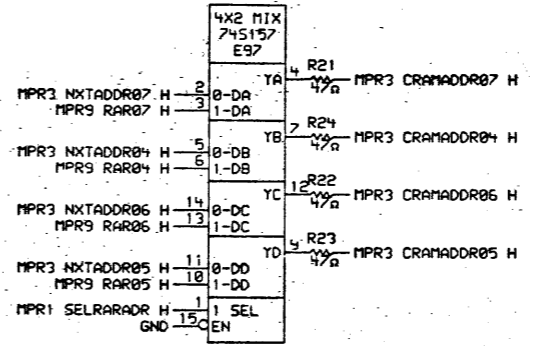 4X2 MIX
74S157
E97
YA 4 R21 47Ω MPR3 CRAMADDR07 H
MPR3 NXTADDR07 H 2 0-DA
MPR9 RAR07 H 3 1-DA
YB 7 R24 47Ω MPR3 CRAMADDR04 H
MPR3 NXTADDR04 H 5 0-DB
MPR9 RAR04 H 6 1-DB
YC 12 R22 47Ω MPR3 CRAMADDR06 H
MPR3 NXTADDR06 H 14 0-DC
MPR9 RAR06 H 13 1-DC
YD 9 R23 47Ω MPR3 CRAMADDR05 H
MPR3 NXTADDR05 H 11 0-DD
MPR9 RAR05 H 10 1-DD
MPR1 SELRARADR H 1 1 SEL
GND 15 EN